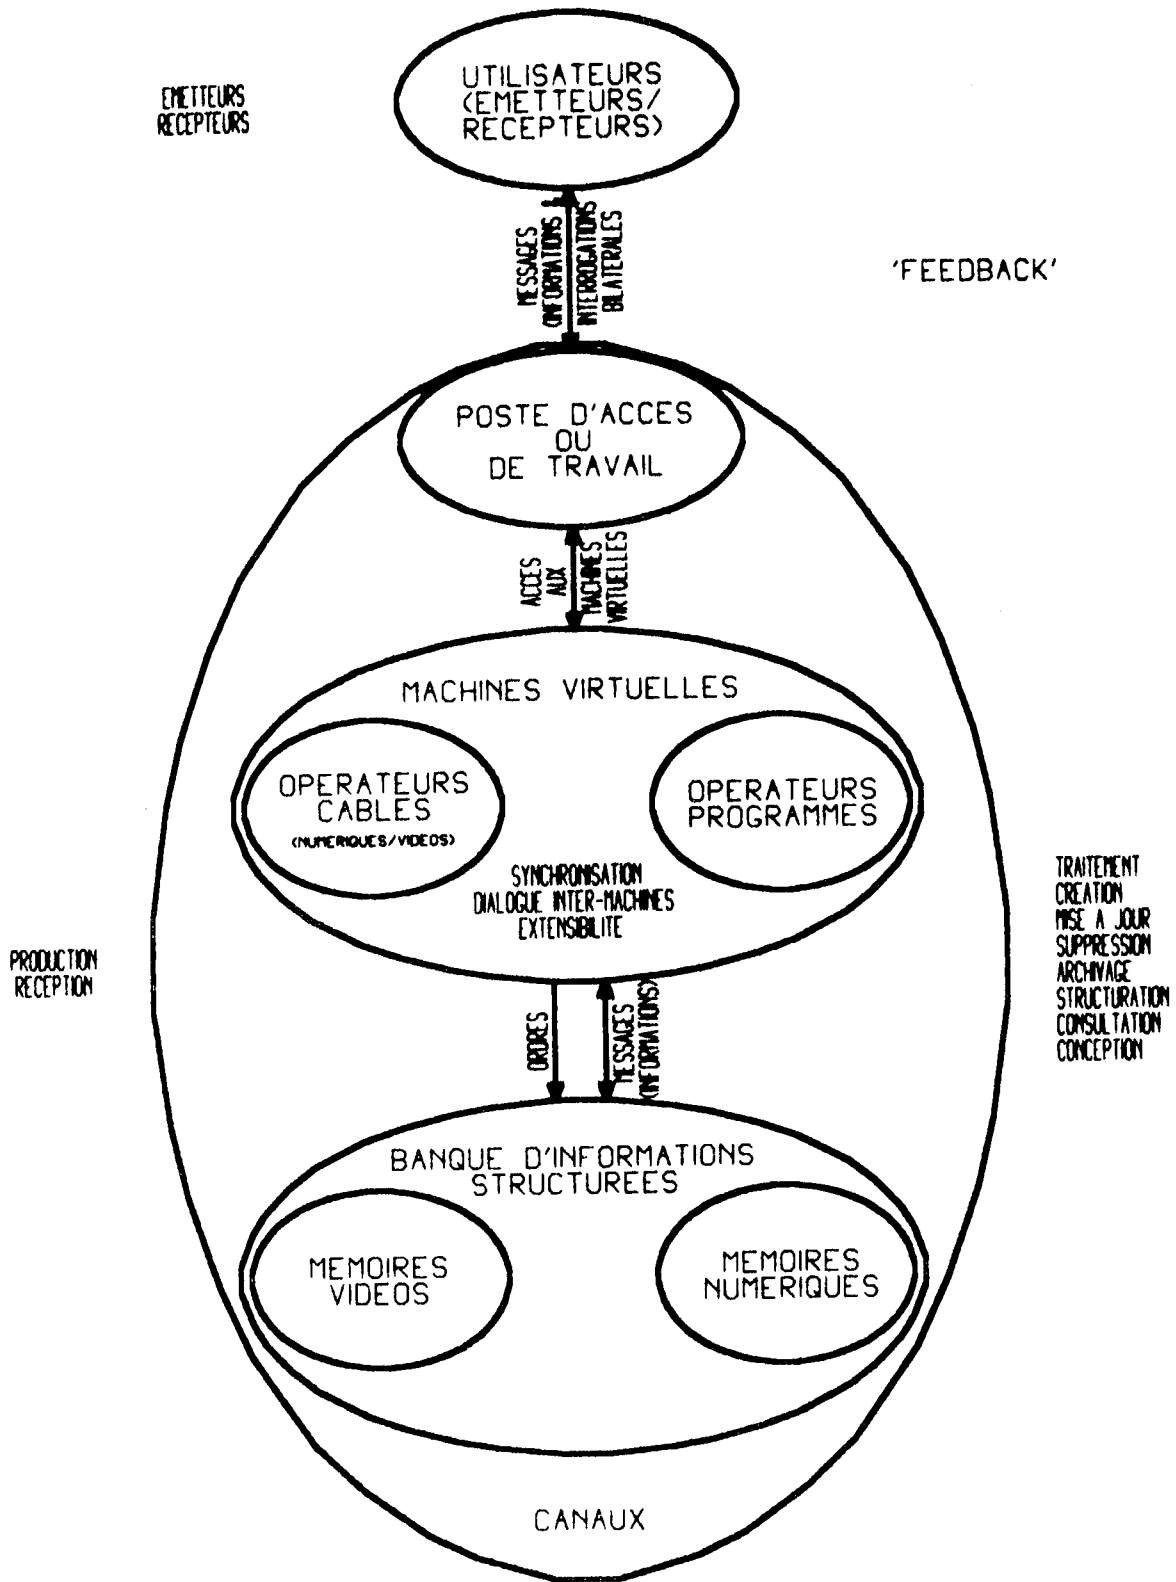 UTILISATEURS
(EMETTEURS/
RECEPTEURS)
EMETTEURS
RECEPTEURS
MESSAGES
(INFORMATIONS
INTERROGATIONS
BILATERALES
'FEEDBACK'
POSTE D'ACCES
OU
DE TRAVAIL
ACCES
AUX
MACHINES
VIRTUELLES
MACHINES VIRTUELLES
OPERATEURS
CABLES
(NUMERIQUES/VIDEOS)
OPERATEURS
PROGRAMMES
SYNCHRONISATION
DIALOGUE INTER-MACHINES
EXTENSIBILITE
PRODUCTION
RECEPTION
TRAITEMENT
CREATION
MISE A JOUR
SUPPRESSION
ARCHIVAGE
STRUCTURATION
CONSULTATION
CONCEPTION
ORDRES
MESSAGES
(INFORMATIONS)
BANQUE D'INFORMATIONS
STRUCTUREES
MEMOIRES
VIDEOS
MEMOIRES
NUMERIQUES
CANAUX